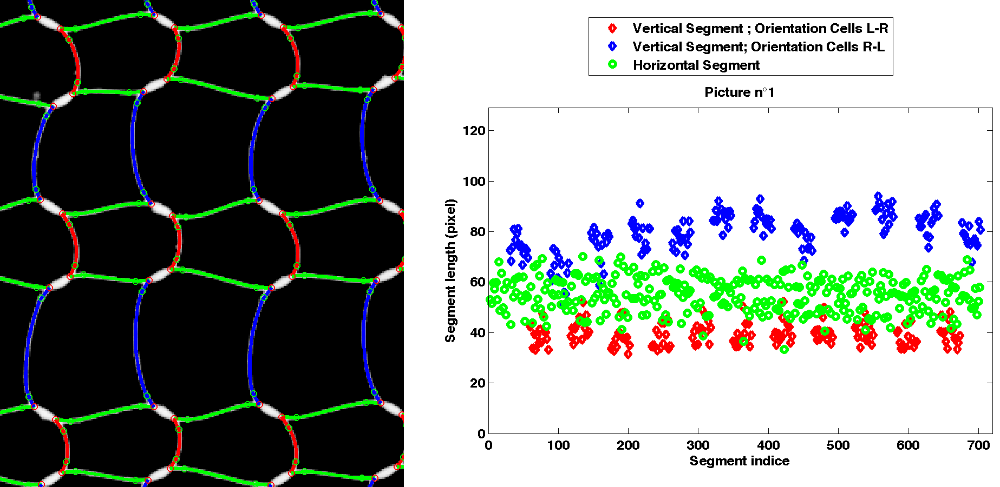 Vertical Segment ; Orientation Cells L-R
Vertical Segment; Orientation Cells R-L
Horizontal Segment
Picture n°1
120
100
80
60
40
20
0
Segment length (pixel)
0 100 200 300 400 500 600 700
Segment indice